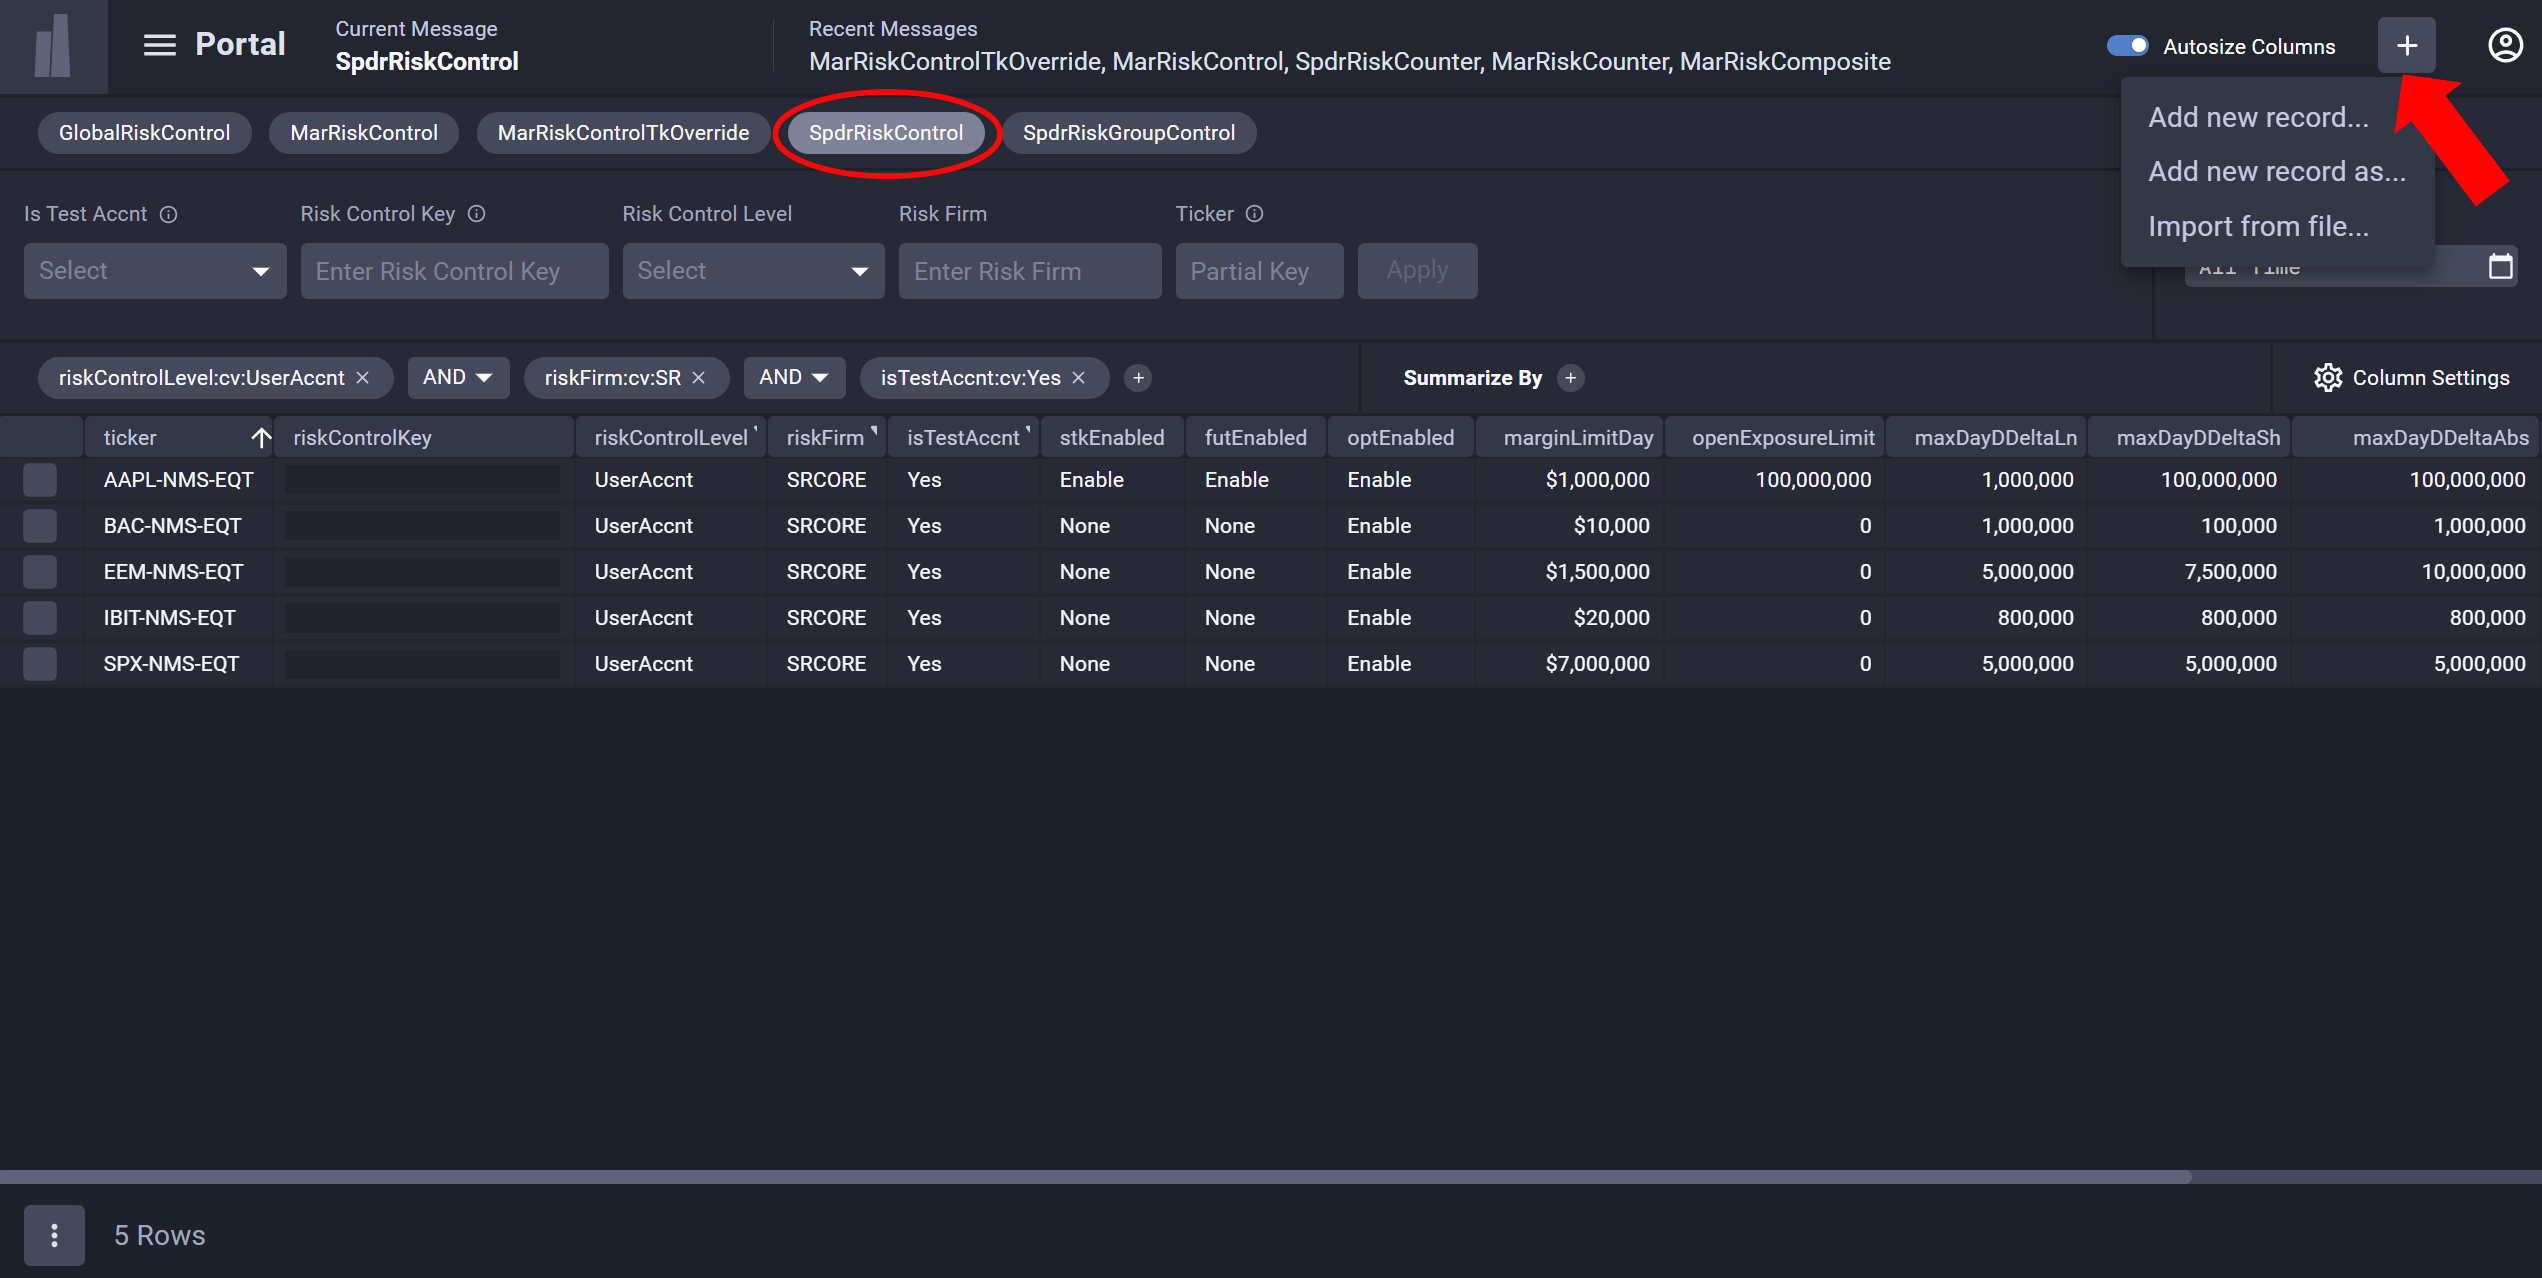 Portal
Current Message
SpdrRiskControl
Recent Messages
MarRiskControlTkOverride, MarRiskControl, SpdrRiskCounter, MarRiskCounter, MarRiskComposite
Autosize Columns
Add new record...
Add new record as...
Import from file...
GlobalRiskControl MarRiskControl MarRiskControlTkOverride SpdrRiskControl SpdrRiskGroupControl
Is Test Accnt Risk Control Key Risk Control Level Risk Firm Ticker
Select Enter Risk Control Key Select Enter Risk Firm Partial Key Apply All Time
riskControlLevel:cv:UserAccnt AND riskFirm:cv:SR AND isTestAccnt:cv:Yes Summarize By Column Settings
ticker riskControlKey riskControlLevel riskFirm isTestAccnt stkEnabled futEnabled optEnabled marginLimitDay openExposureLimit maxDayDDeltaLn maxDayDDeltaSh maxDayDDeltaAbs
AAPL-NMS-EQT UserAccnt SRCORE Yes Enable Enable Enable $1,000,000 100,000,000 1,000,000 100,000,000 100,000,000
BAC-NMS-EQT UserAccnt SRCORE Yes None None Enable $10,000 0 1,000,000 100,000 1,000,000
EEM-NMS-EQT UserAccnt SRCORE Yes None None Enable $1,500,000 0 5,000,000 7,500,000 10,000,000
IBIT-NMS-EQT UserAccnt SRCORE Yes None None Enable $20,000 0 800,000 800,000 800,000
SPX-NMS-EQT UserAccnt SRCORE Yes None None Enable $7,000,000 0 5,000,000 5,000,000 5,000,000
5 Rows